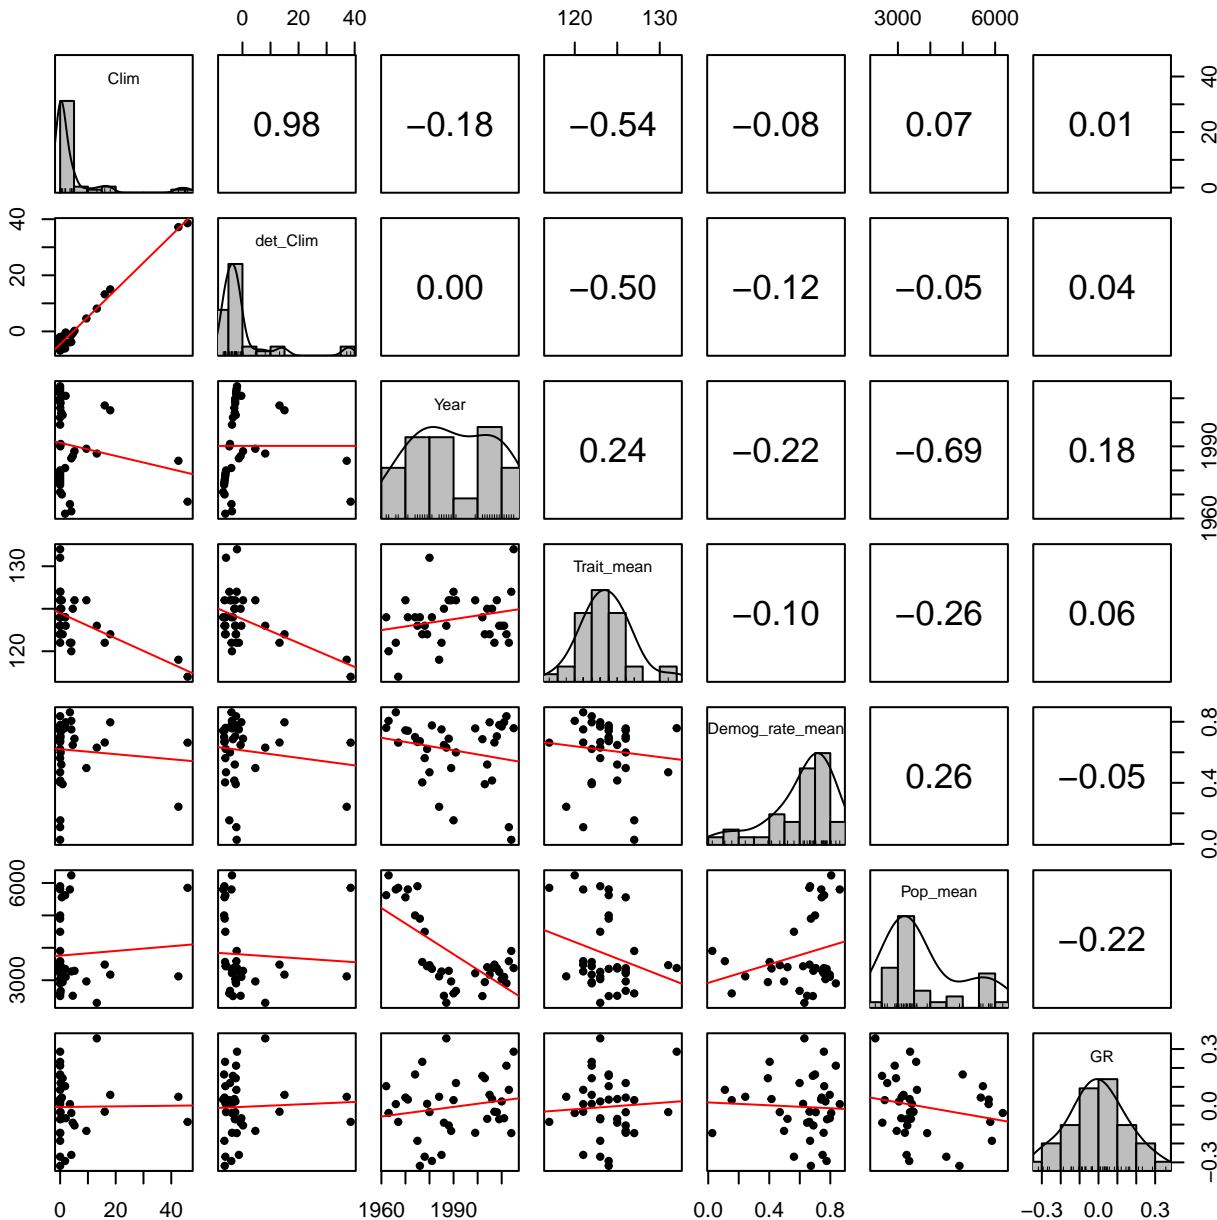 0 20 40 120 130 3000 6000
Clim 0.98 −0.18 −0.54 −0.08 0.07 0.01
0 20 40
0 20 40
det_Clim 0.00 −0.50 −0.12 −0.05 0.04
Year 0.24 −0.22 −0.69 0.18
1960 1990
120 130
Trait_mean −0.10 −0.26 0.06
Demog_rate_mean 0.26 −0.05
0.0 0.4 0.8
3000 6000
Pop_mean −0.22
GR
−0.3 0.0 0.3
0 20 40 1960 1990 0.0 0.4 0.8 −0.3 0.0 0.3